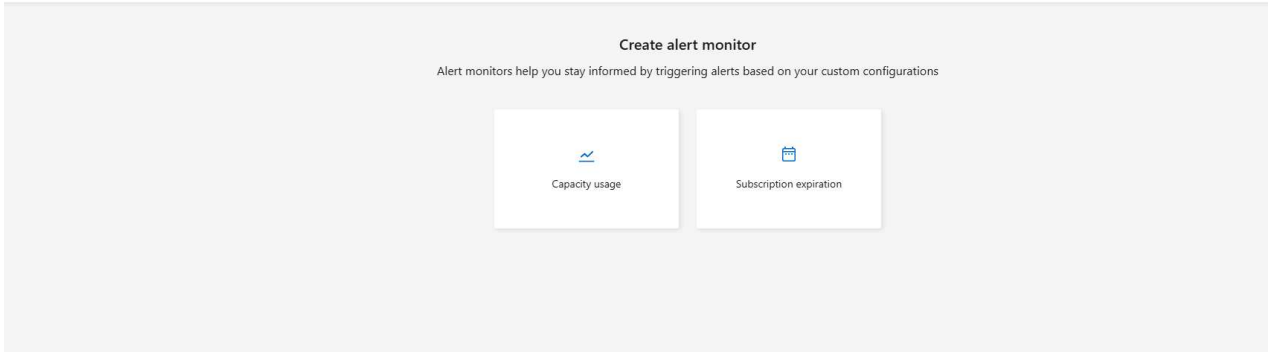 Create alert monitor
Alert monitors help you stay informed by triggering alerts based on your custom configurations
Capacity usage
Subscription expiration